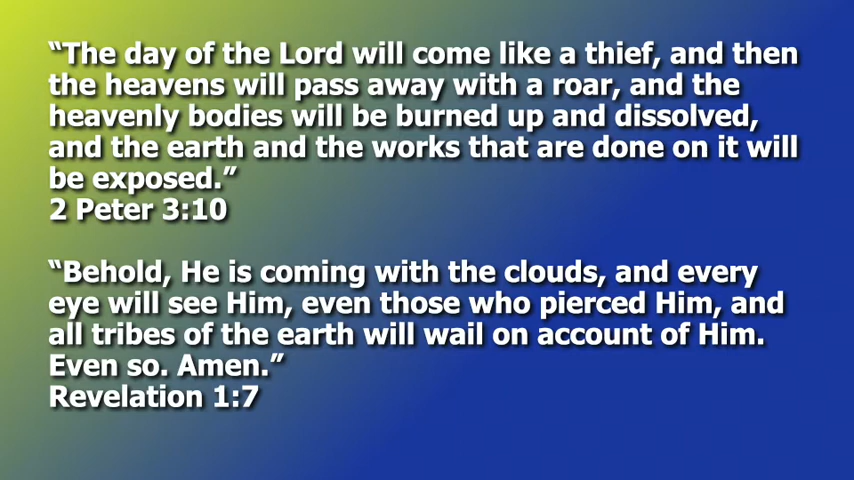 “The day of the Lord will come like a thief, and then
the heavens will pass away with a roar, and the
heavenly bodies will be burned up and dissolved,
and the earth and the works that are done on it will
be exposed.”
2 Peter 3:10
“Behold, He is coming with the clouds, and every
eye will see Him, even those who pierced Him, and
all tribes of the earth will wail on account of Him.
Even so. Amen.”
Revelation 1:7